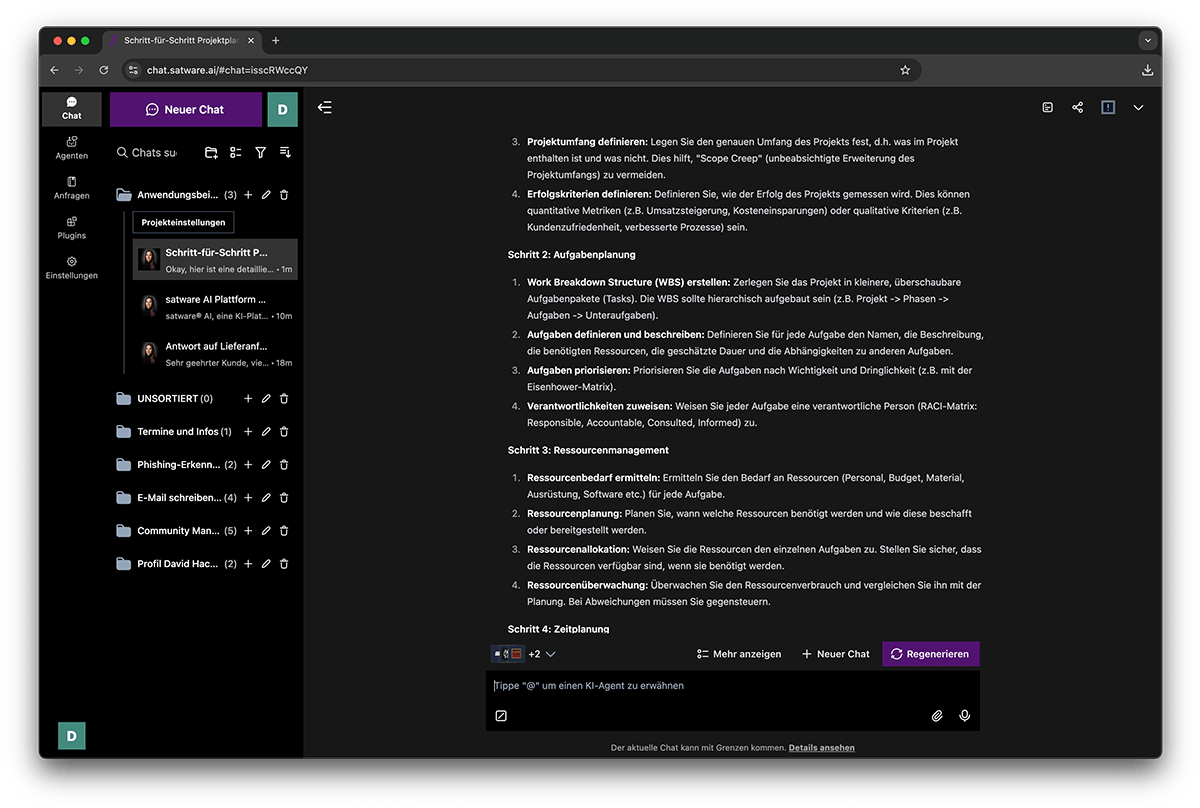 Schritt-für-Schritt Projektplan
chat.satware.ai/#chat=isscRWccQY
Chat
Agenten
Anfragen
Plugins
Einstellungen
Neuer Chat
D
Chats su
Anwendungsbei... (3)
Projekteinstellungen
Schritt-für-Schritt P...
Okay, hier ist eine detaillie... • 1m
satware AI Plattform ...
satware® AI, eine KI-Plat... • 10m
Antwort auf Lieferanf...
Sehr geehrter Kunde, vie... • 18m
UNSORTIERT (0)
Termine und Infos (1)
Phishing-Erkenn... (2)
E-Mail schreiben... (4)
Community Man... (5)
Profil David Hac... (2)
D
3. Projektumfang definieren: Legen Sie den genauen Umfang des Projekts fest, d.h. was im Projekt
enthalten ist und was nicht. Dies hilft, "Scope Creep" (unbeabsichtigte Erweiterung des
Projektumfangs) zu vermeiden.
4. Erfolgskriterien definieren: Definieren Sie, wie der Erfolg des Projekts gemessen wird. Dies können
quantitative Metriken (z.B. Umsatzsteigerung, Kosteneinsparungen) oder qualitative Kriterien (z.B.
Kundenzufriedenheit, verbesserte Prozesse) sein.
Schritt 2: Aufgabenplanung
1. Work Breakdown Structure (WBS) erstellen: Zerlegen Sie das Projekt in kleinere, überschaubare
Aufgabenpakete (Tasks). Die WBS sollte hierarchisch aufgebaut sein (z.B. Projekt -> Phasen ->
Aufgaben -> Unteraufgaben).
2. Aufgaben definieren und beschreiben: Definieren Sie für jede Aufgabe den Namen, die Beschreibung,
die benötigten Ressourcen, die geschätzte Dauer und die Abhängigkeiten zu anderen Aufgaben.
3. Aufgaben priorisieren: Priorisieren Sie die Aufgaben nach Wichtigkeit und Dringlichkeit (z.B. mit der
Eisenhower-Matrix).
4. Verantwortlichkeiten zuweisen: Weisen Sie jeder Aufgabe eine verantwortliche Person (RACI-Matrix:
Responsible, Accountable, Consulted, Informed) zu.
Schritt 3: Ressourcenmanagement
1. Ressourcenbedarf ermitteln: Ermitteln Sie den Bedarf an Ressourcen (Personal, Budget, Material,
Ausrüstung, Software etc.) für jede Aufgabe.
2. Ressourcenplanung: Planen Sie, wann welche Ressourcen benötigt werden und wie diese beschafft
oder bereitgestellt werden.
3. Ressourcenallokation: Weisen Sie die Ressourcen den einzelnen Aufgaben zu. Stellen Sie sicher, dass
die Ressourcen verfügbar sind, wenn sie benötigt werden.
4. Ressourcenüberwachung: Überwachen Sie den Ressourcenverbrauch und vergleichen Sie ihn mit der
Planung. Bei Abweichungen müssen Sie gegensteuern.
Schritt 4: Zeitplanung
+2
Mehr anzeigen
Neuer Chat
Regenerieren
Tippe "@" um einen KI-Agent zu erwähnen
Der aktuelle Chat kann mit Grenzen kommen. Details ansehen